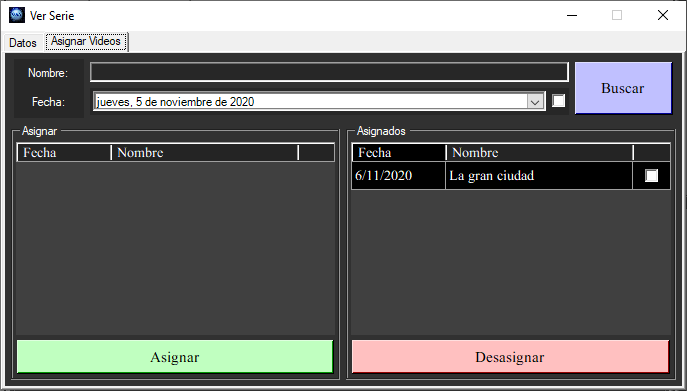 Ver Serie
Datos
Asignar Videos
Nombre:
Buscar
Fecha:
jueves, 5 de noviembre de 2020
Asignar
Fecha Nombre
Asignar
Asignados
Fecha Nombre
6/11/2020 La gran ciudad
Desasignar